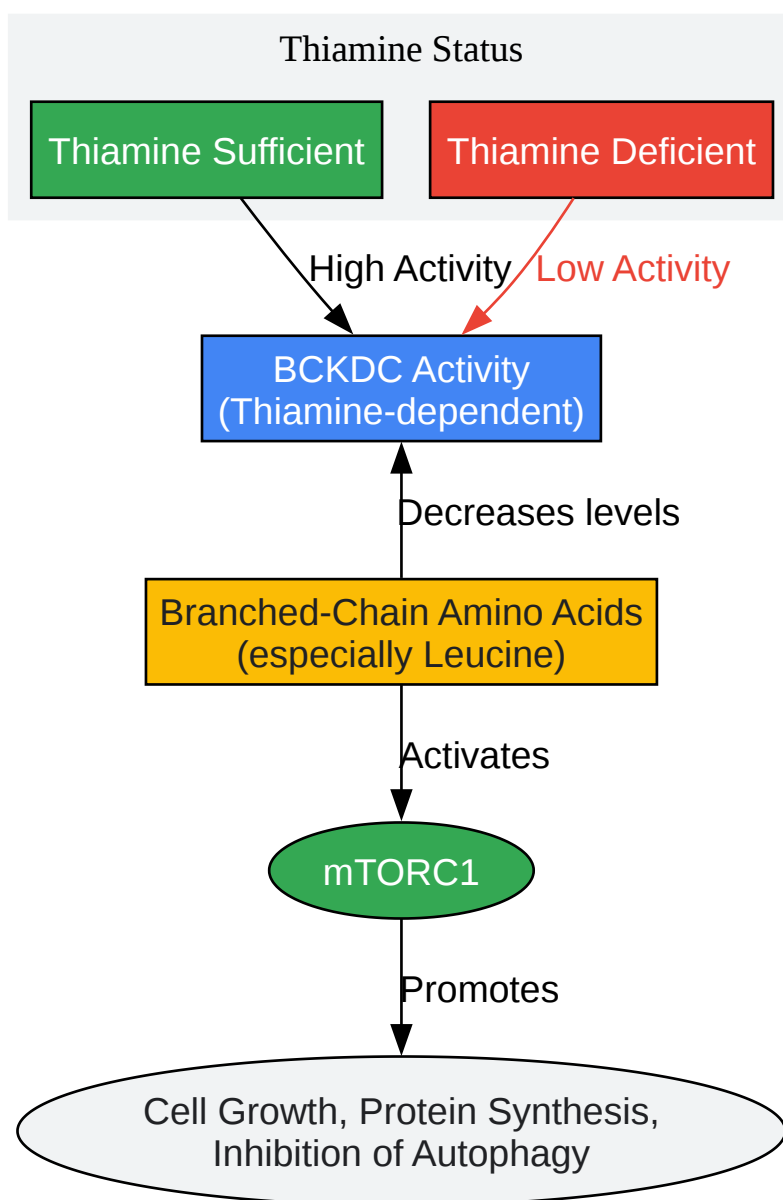 Thiamine Status
Thiamine Sufficient
Thiamine Deficient
High Activity
Low Activity
BCKDC Activity
(Thiamine-dependent)
Decreases levels
Branched-Chain Amino Acids
(especially Leucine)
Activates
mTORC1
Promotes
Cell Growth, Protein Synthesis,
Inhibition of Autophagy